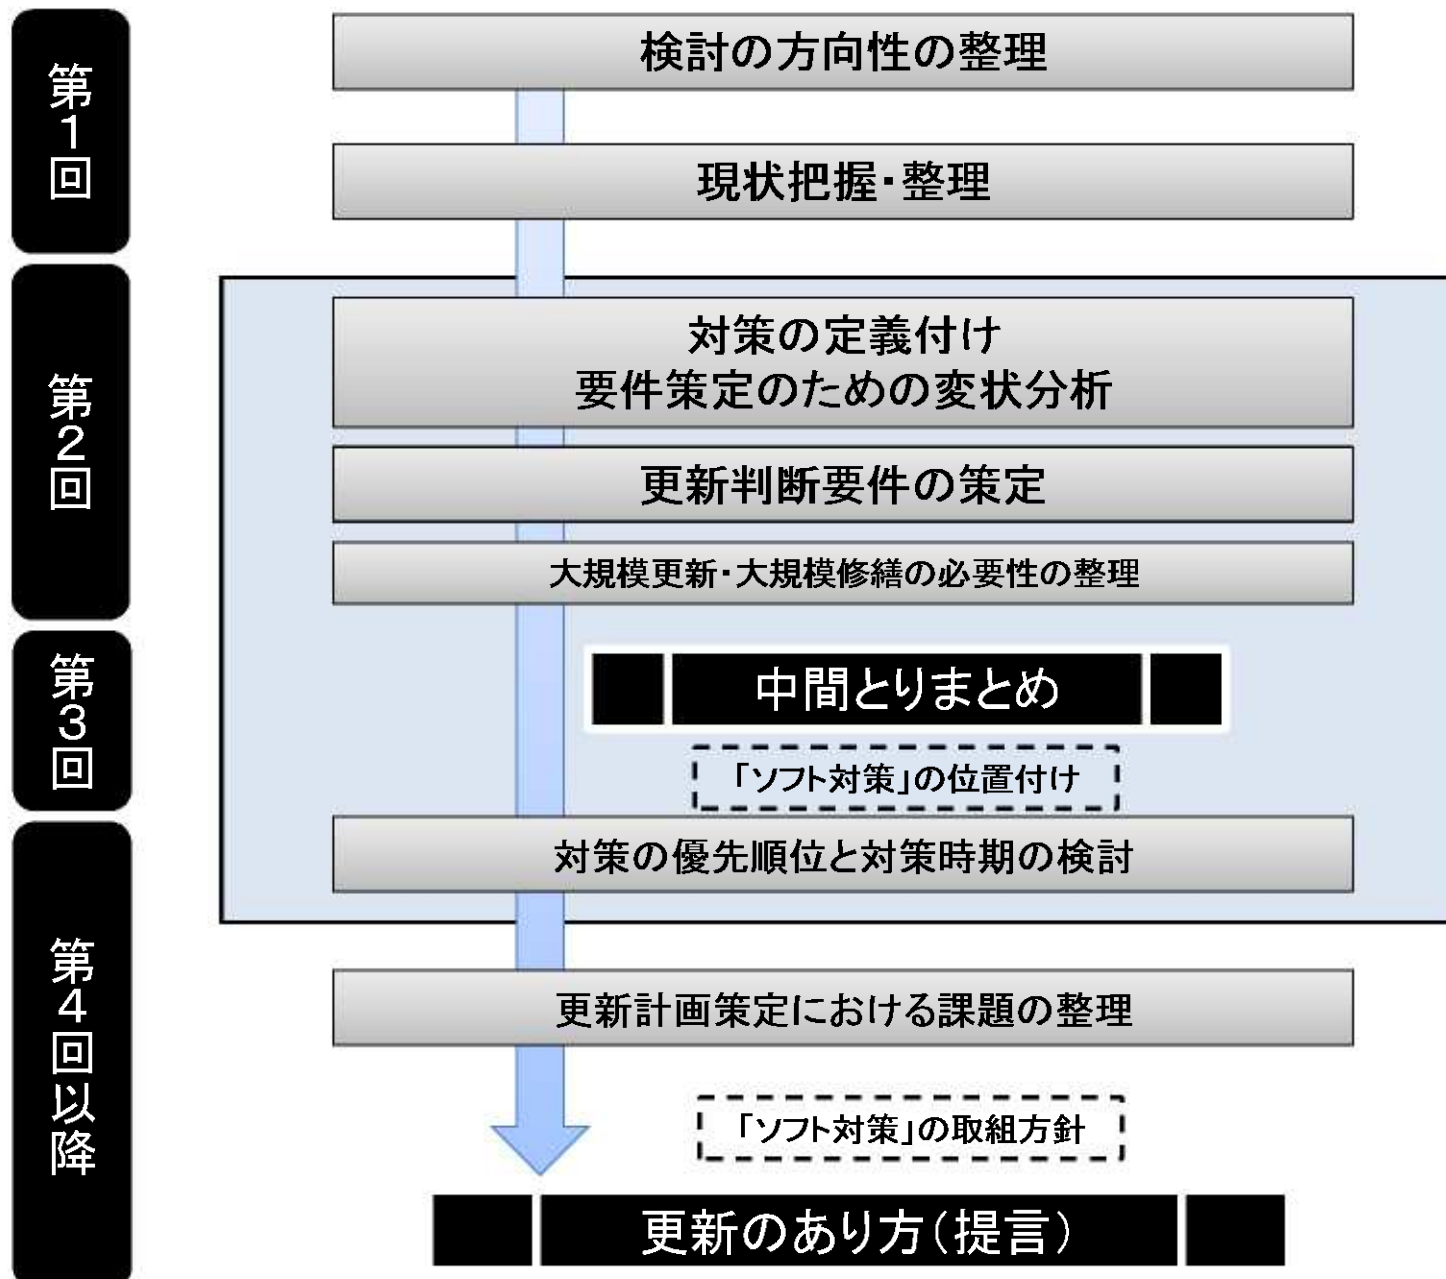 第1回
検討の方向性の整理
現状把握・整理
第2回
対策の定義付け
要件策定のための変状分析
更新判断要件の策定
大規模更新・大規模修繕の必要性の整理
第3回
中間とりまとめ
「ソフト対策」の位置付け
第4回以降
対策の優先順位と対策時期の検討
更新計画策定における課題の整理
「ソフト対策」の取組方針
更新のあり方(提言)